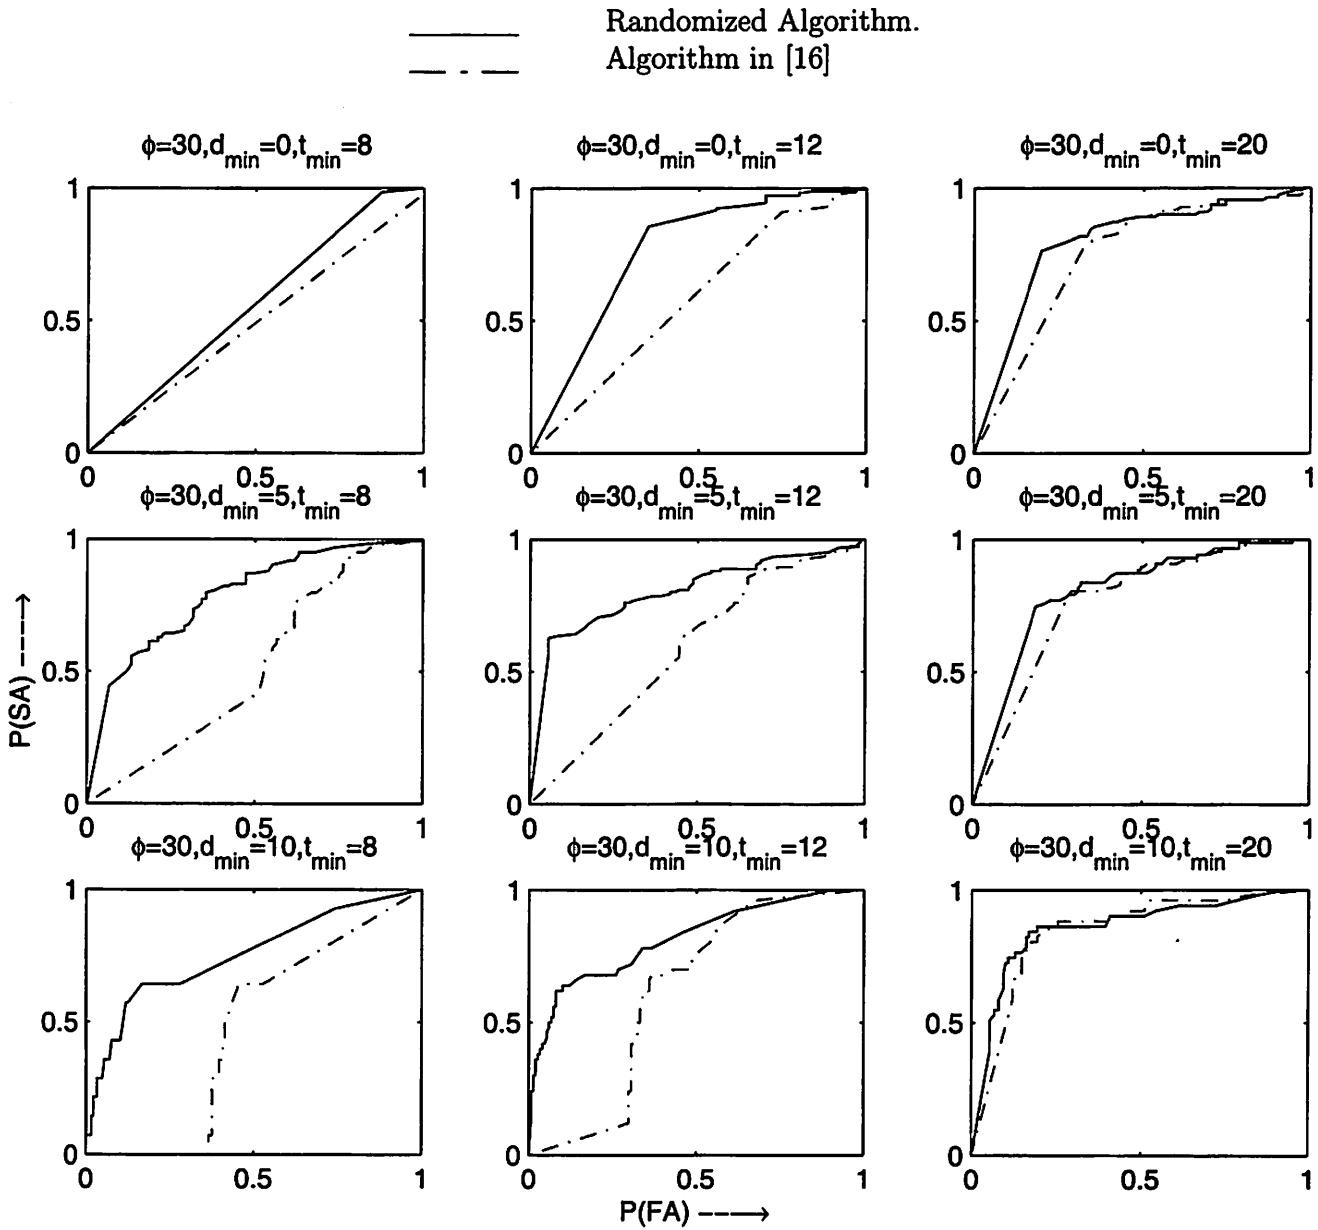 Randomized Algorithm.
Algorithm in [16]
ϕ=30,d_min=0,t_min=8
ϕ=30,d_min=0,t_min=12
ϕ=30,d_min=0,t_min=20
1
0.5
0
0 0.5 1
1
0.5
0
0 0.5 1
1
0.5
0
0 0.5 1
ϕ=30,d_min=5,t_min=8
ϕ=30,d_min=5,t_min=12
ϕ=30,d_min=5,t_min=20
P(SA) ---->
1
0.5
0
0 0.5 1
1
0.5
0
0 0.5 1
1
0.5
0
0 0.5 1
ϕ=30,d_min=10,t_min=8
ϕ=30,d_min=10,t_min=12
ϕ=30,d_min=10,t_min=20
1
0.5
0
0 0.5 1
1
0.5
0
0 0.5 1
1
0.5
0
0 0.5 1
P(FA) ---->